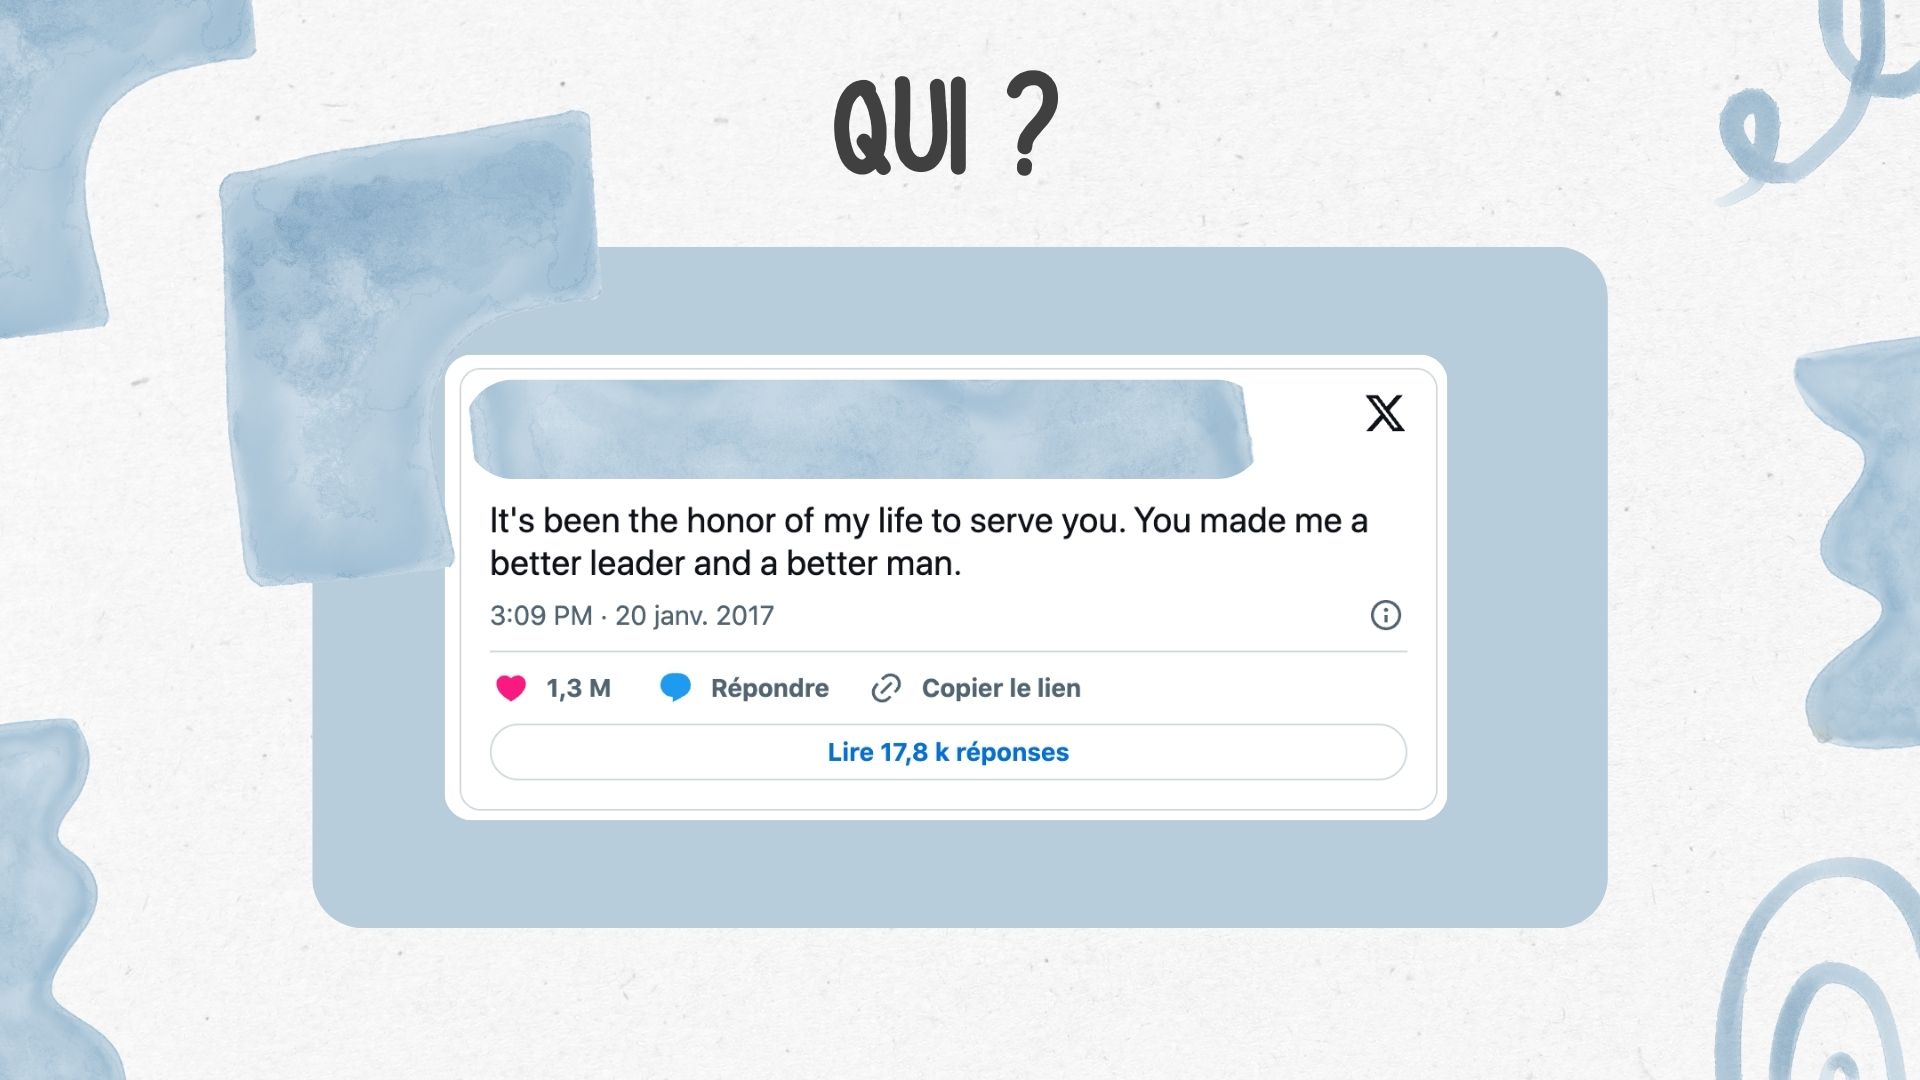 QUI ?
It's been the honor of my life to serve you. You made me a
better leader and a better man.
3:09 PM · 20 janv. 2017
1,3 M Répondre Copier le lien
Lire 17,8 k réponses